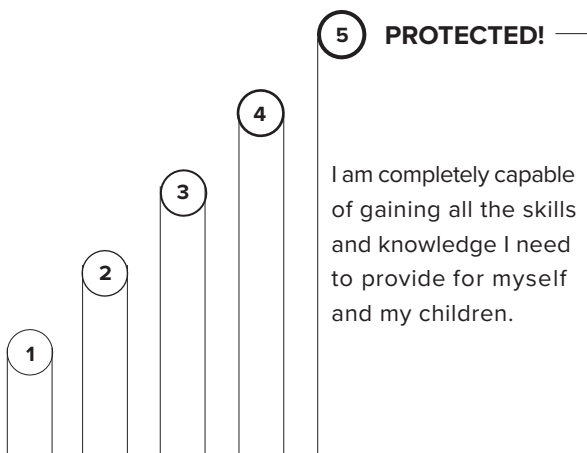 5 PROTECTED!
4
3
I am completely capable
of gaining all the skills
and knowledge I need
to provide for myself
and my children.
2
1